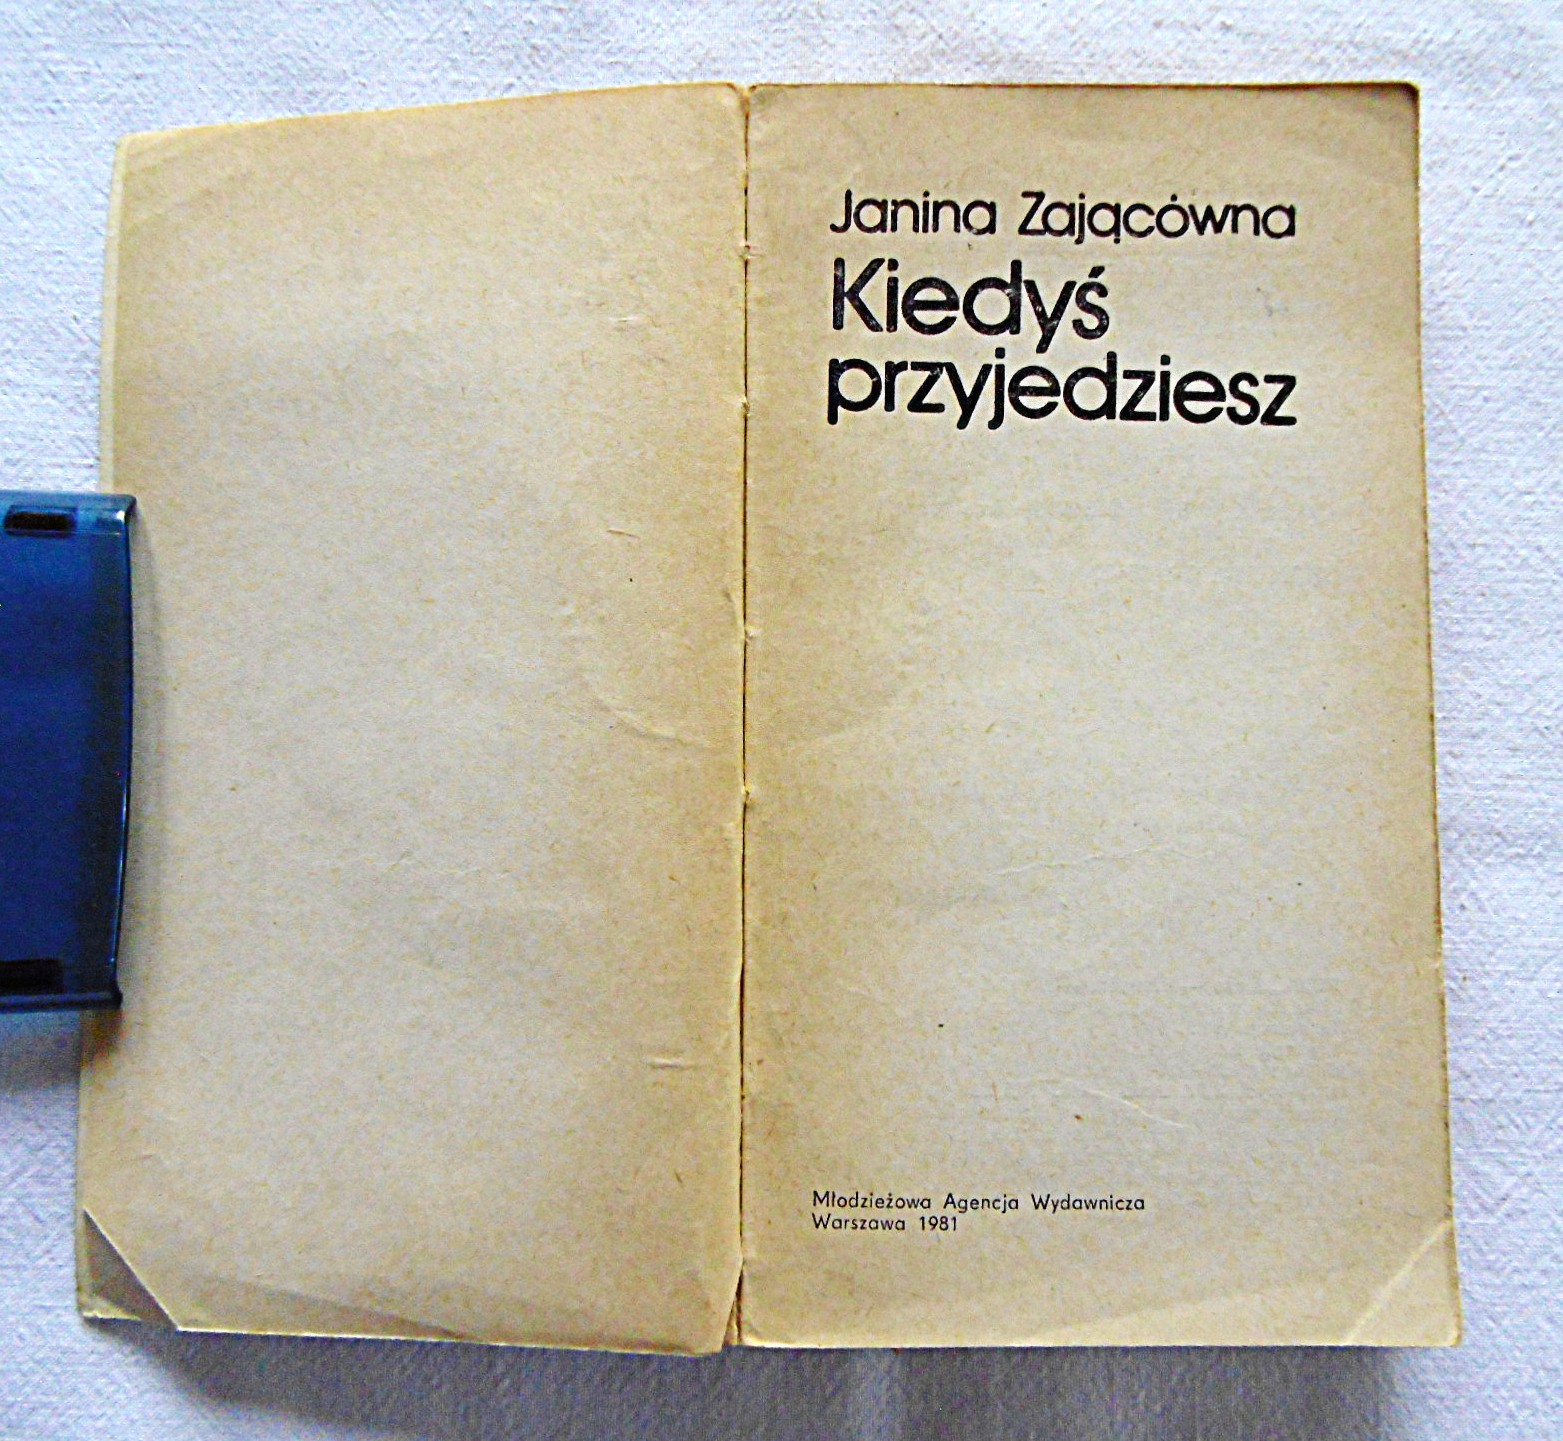 Janina Zającówna
Kiedyś
przyjedziesz
Młodzieżowa Agencja Wydawnicza
Warszawa 1981